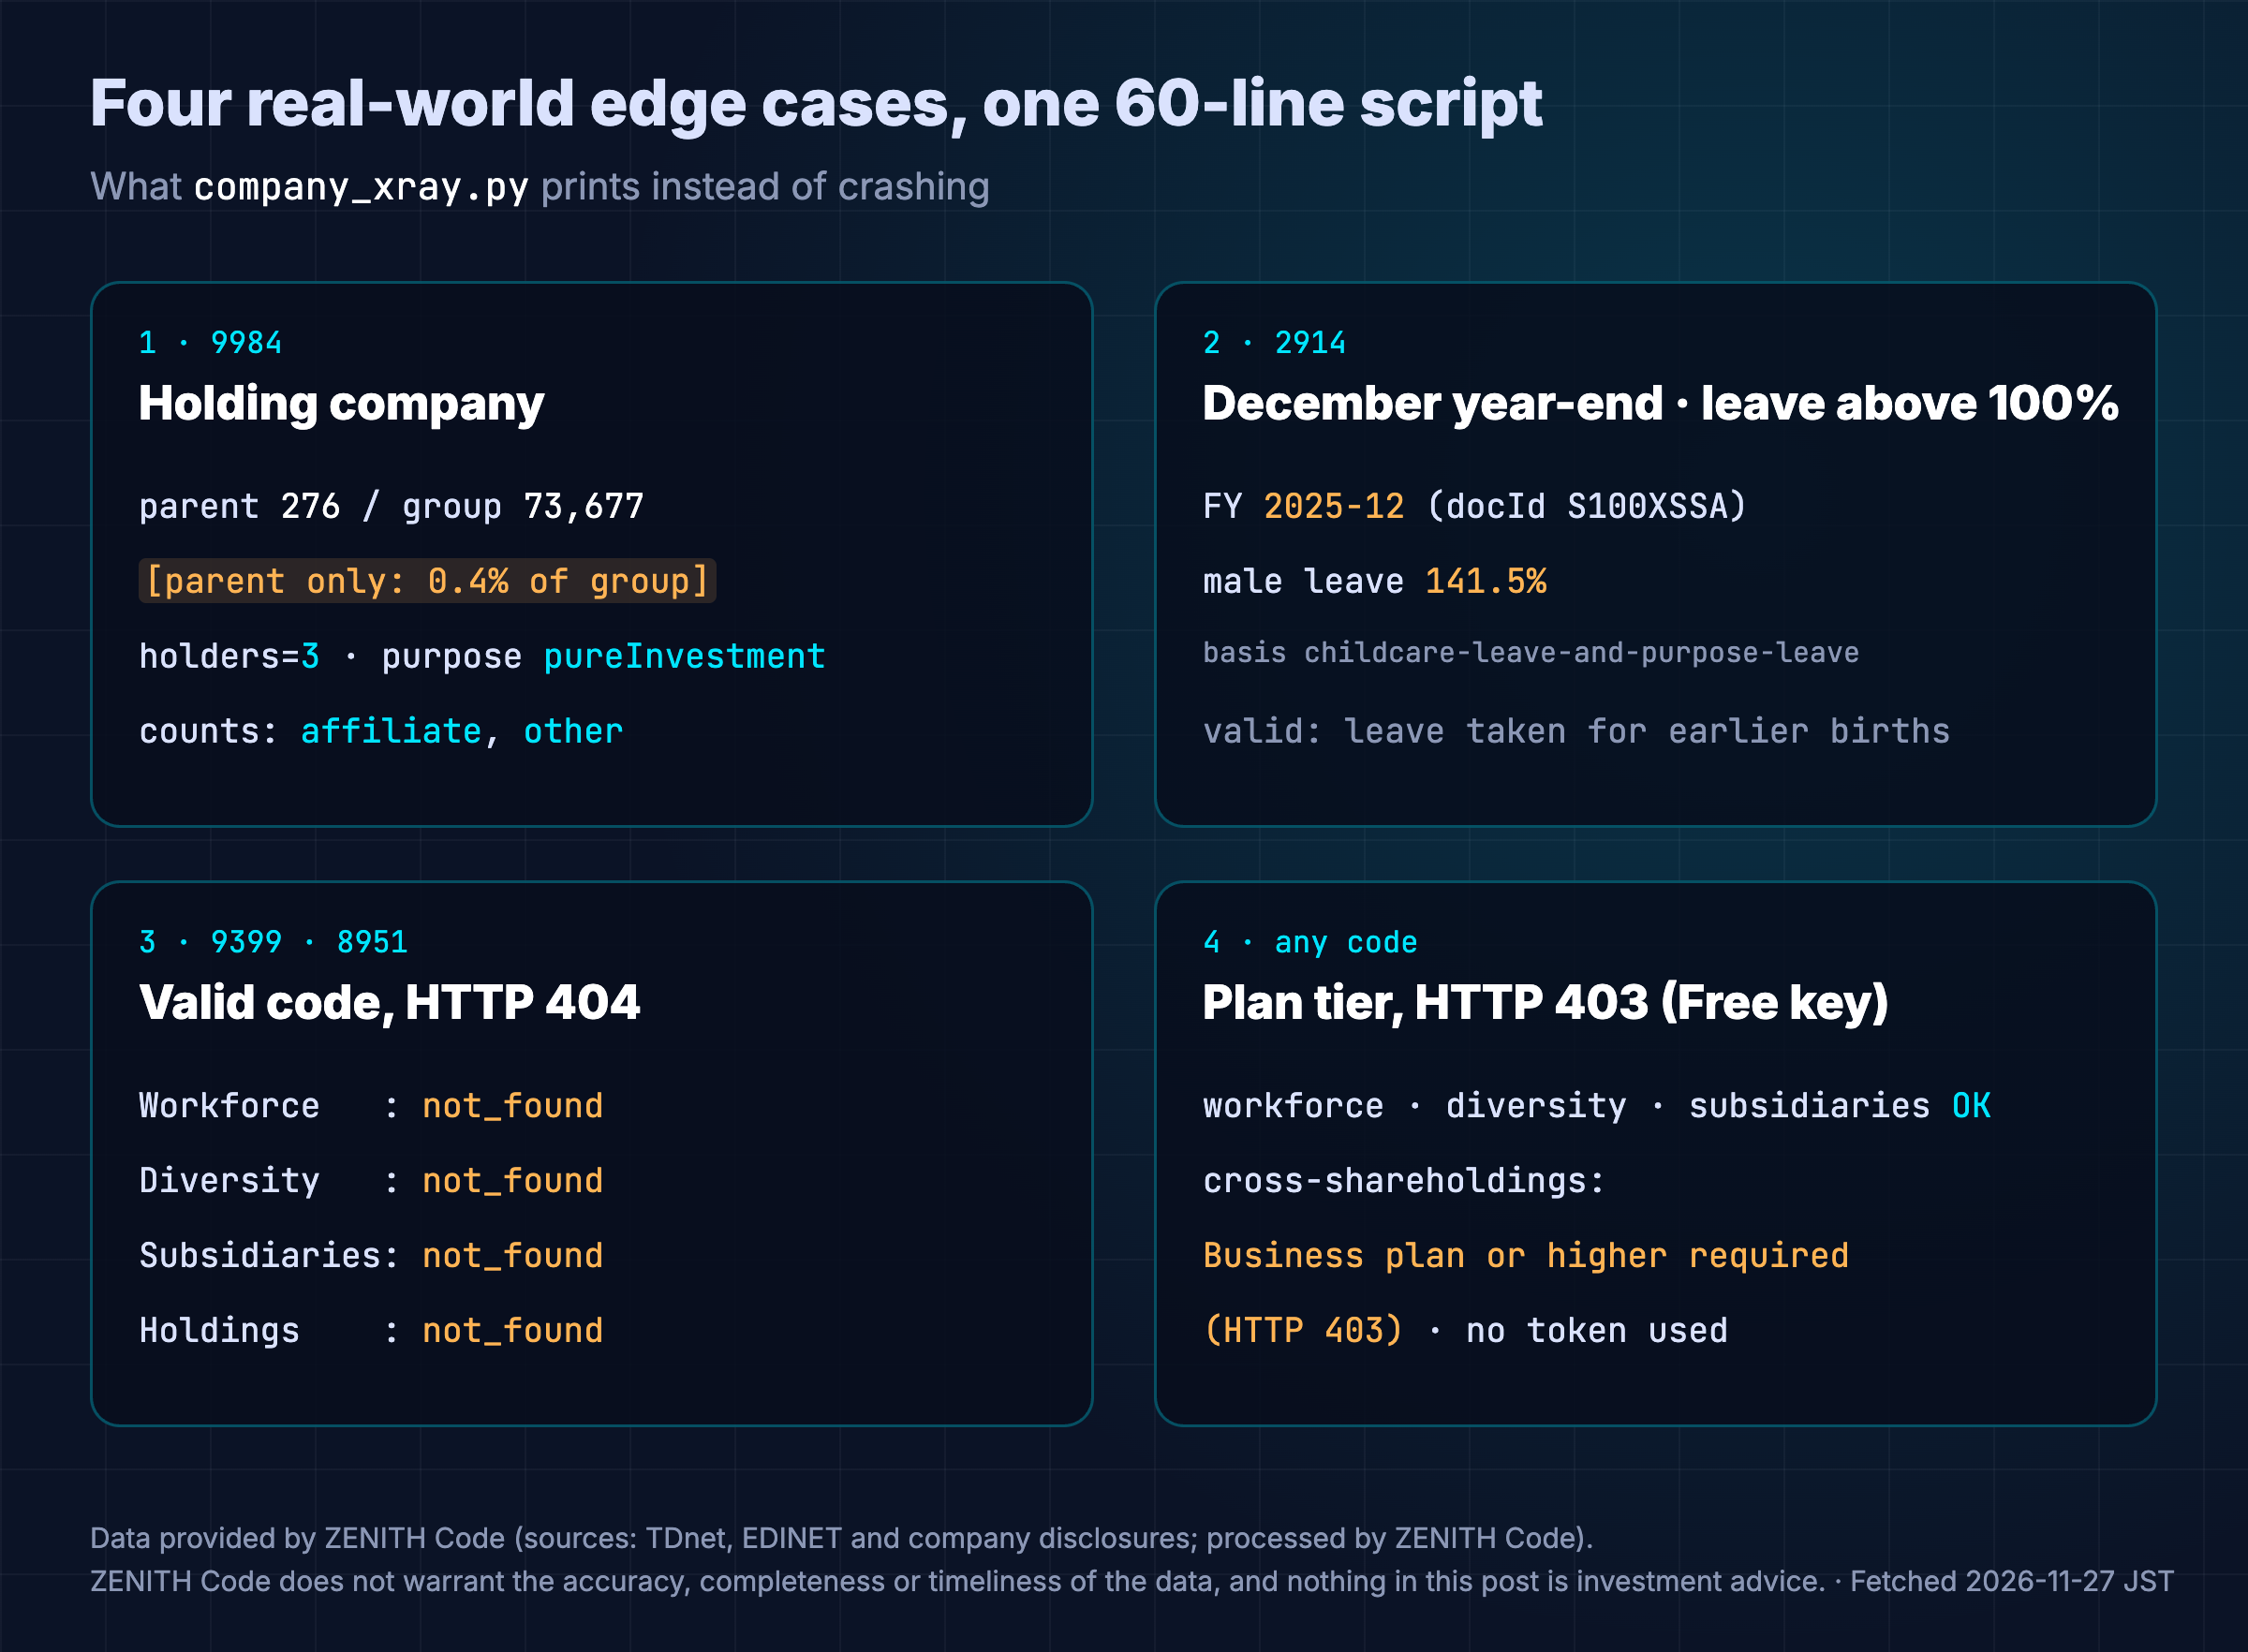 Four real-world edge cases, one 60-line script
What company_xray.py prints instead of crashing
1 · 9984
Holding company
parent 276 / group 73,677
[parent only: 0.4% of group]
holders=3 · purpose pureInvestment
counts: affiliate, other
2 · 2914
December year-end · leave above 100%
FY 2025-12 (docId S100XSSA)
male leave 141.5%
basis childcare-leave-and-purpose-leave
valid: leave taken for earlier births
3 · 9399 · 8951
Valid code, HTTP 404
Workforce   : not_found
Diversity   : not_found
Subsidiaries: not_found
Holdings    : not_found
4 · any code
Plan tier, HTTP 403 (Free key)
workforce · diversity · subsidiaries OK
cross-shareholdings:
Business plan or higher required
(HTTP 403) · no token used
Data provided by ZENITH Code (sources: TDnet, EDINET and company disclosures; processed by ZENITH Code).
ZENITH Code does not warrant the accuracy, completeness or timeliness of the data, and nothing in this post is investment advice. · Fetched 2026-11-27 JST